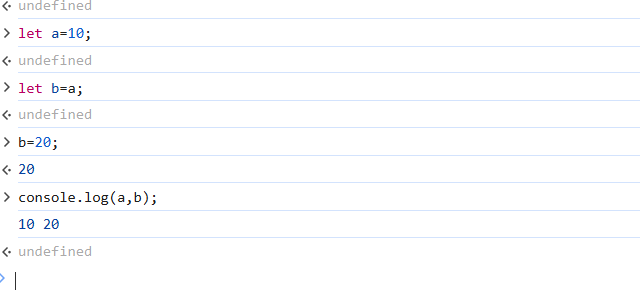 undefined
let a=10;
undefined
let b=a;
undefined
b=20;
20
console.log(a,b);
10 20
undefined